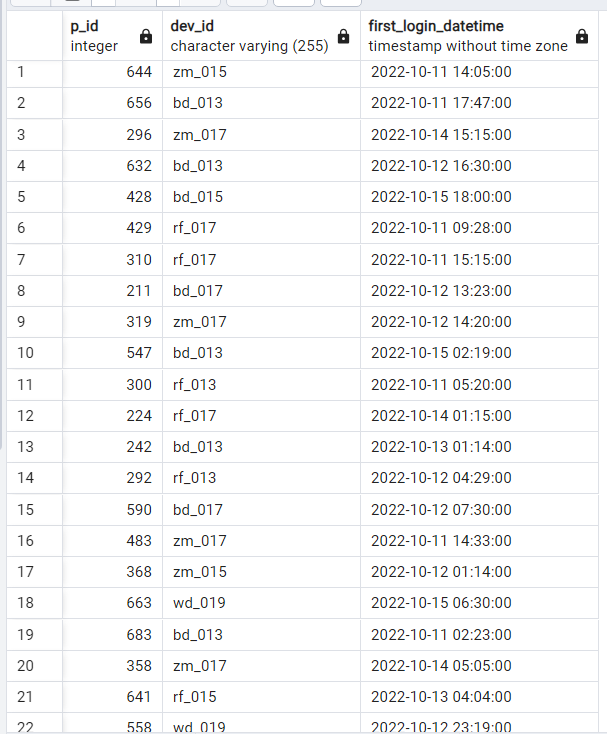 p_id dev_id first_login_datetime
integer character varying (255) timestamp without time zone
1 644 zm_015 2022-10-11 14:05:00
2 656 bd_013 2022-10-11 17:47:00
3 296 zm_017 2022-10-14 15:15:00
4 632 bd_013 2022-10-12 16:30:00
5 428 bd_015 2022-10-15 18:00:00
6 429 rf_017 2022-10-11 09:28:00
7 310 rf_017 2022-10-11 15:15:00
8 211 bd_017 2022-10-12 13:23:00
9 319 zm_017 2022-10-12 14:20:00
10 547 bd_013 2022-10-15 02:19:00
11 300 rf_013 2022-10-11 05:20:00
12 224 rf_017 2022-10-14 01:15:00
13 242 bd_013 2022-10-13 01:14:00
14 292 rf_013 2022-10-12 04:29:00
15 590 bd_017 2022-10-12 07:30:00
16 483 zm_017 2022-10-11 14:33:00
17 368 zm_015 2022-10-12 01:14:00
18 663 wd_019 2022-10-15 06:30:00
19 683 bd_013 2022-10-11 02:23:00
20 358 zm_017 2022-10-14 05:05:00
21 641 rf_015 2022-10-13 04:04:00
22 558 wd_019 2022-10-12 23:19:00